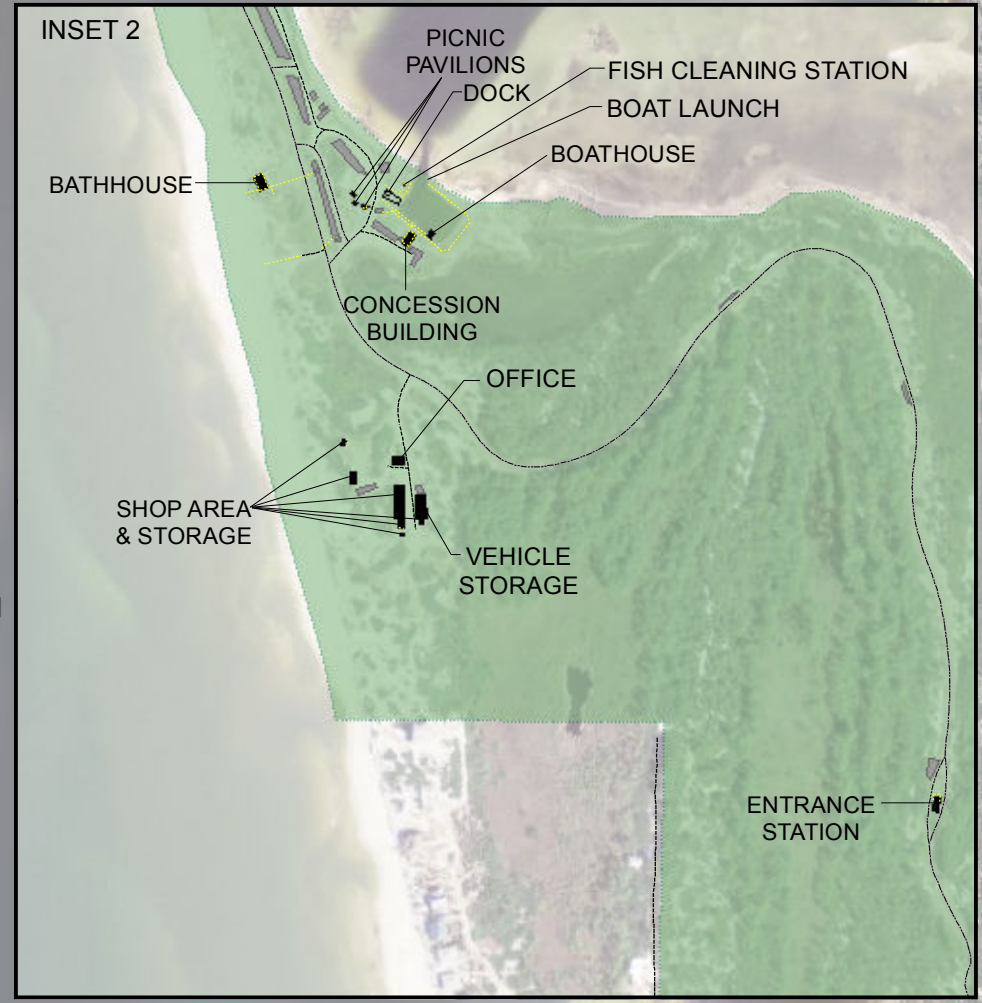 INSET 2
PICNIC
PAVILIONS
DOCK
FISH CLEANING STATION
BOAT LAUNCH
BOATHOUSE
BATHHOUSE
CONCESSION
BUILDING
OFFICE
SHOP AREA
& STORAGE
VEHICLE
STORAGE
ENTRANCE
STATION